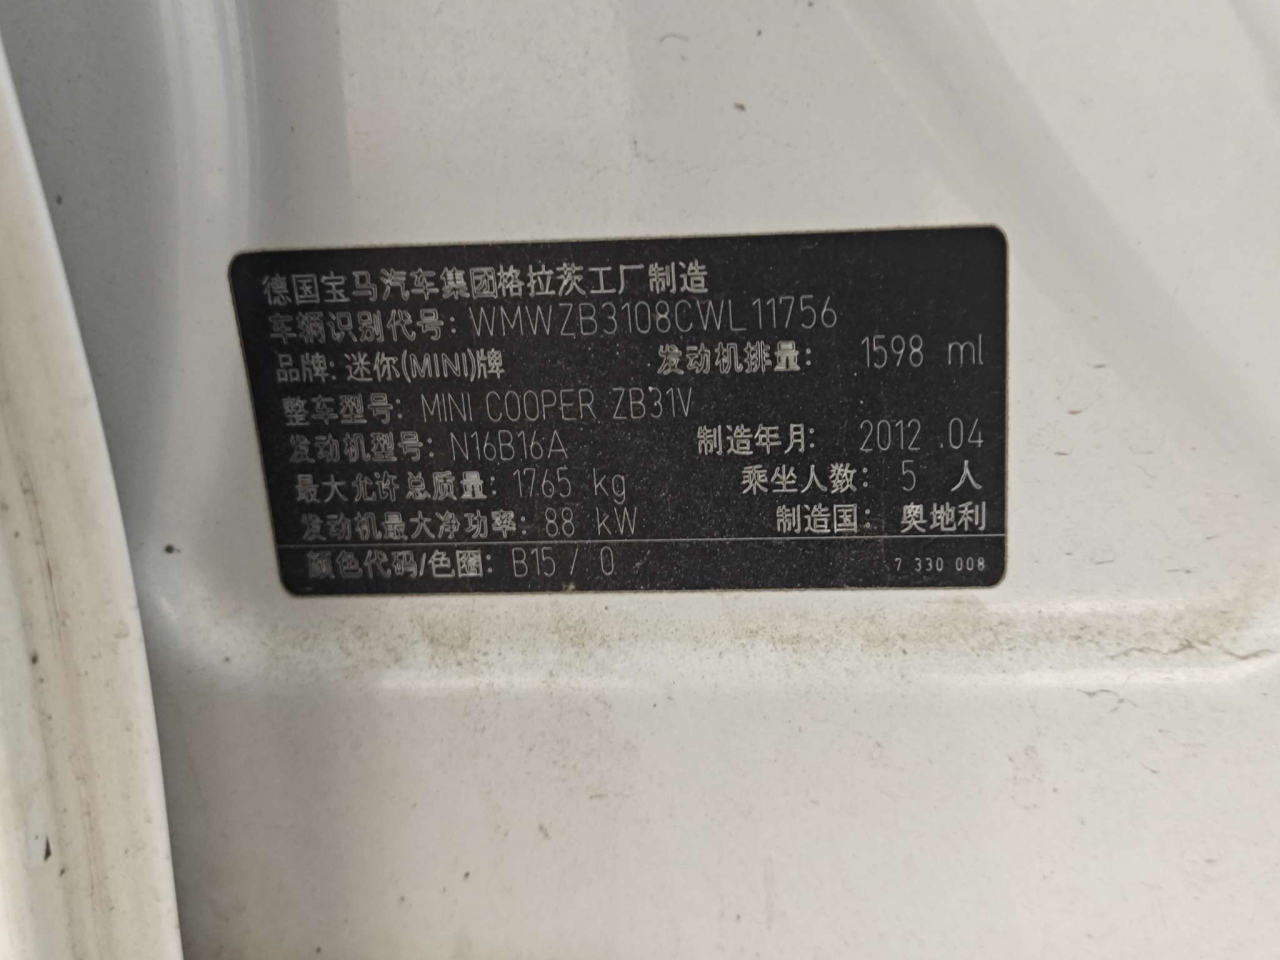 德国宝马汽车集团格拉茨工厂制造
车辆识别代号: WMWZB3108CWL11756
品牌: 迷你(MINI)牌 发动机排量: 1598 ml
整车型号: MINI COOPER ZB31V
发动机型号: N16B16A 制造年月: 2012 .04
最大允许总质量: 1765 kg 乘坐人数: 5 人
发动机最大净功率: 88 kW 制造国: 奥地利
颜色代码/色圈: B15 / 0 7 330 008